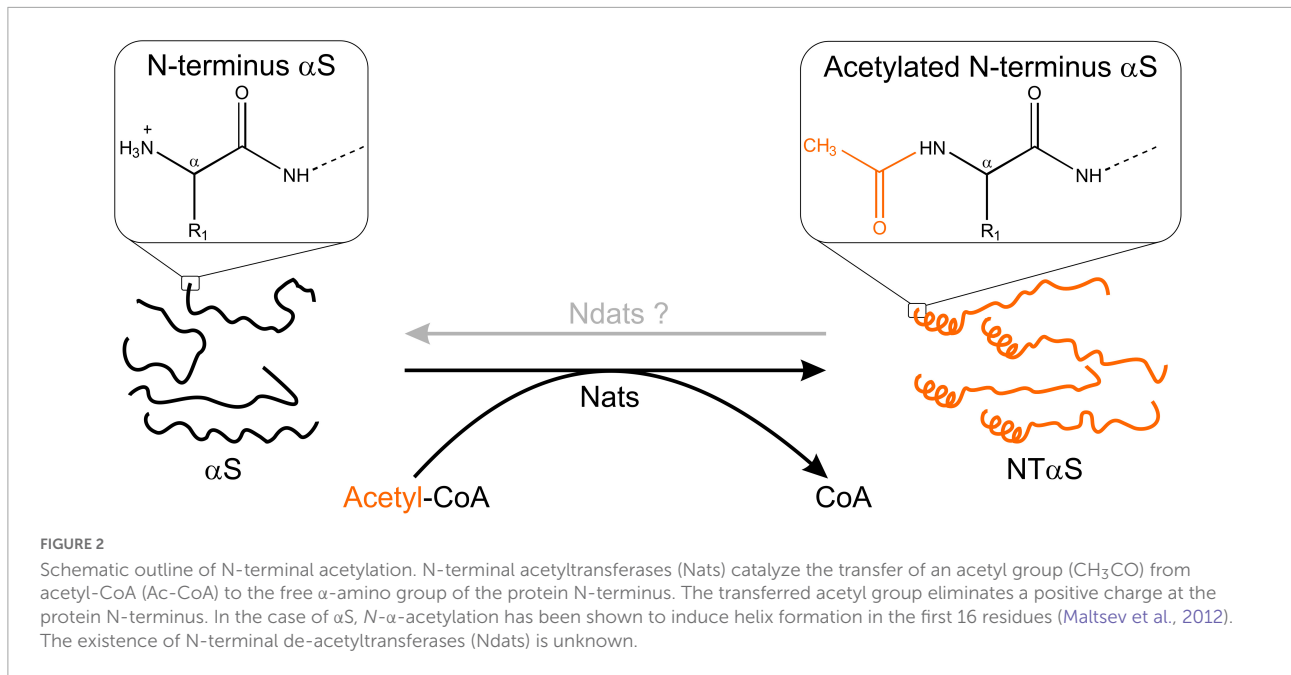 N-terminus αS
O
+
H₃N
α
NH
R₁
αS
Acetylated N-terminus αS
O
CH₃
HN
α
NH
O
R₁
NTαS
Ndats ?
Nats
Acetyl-CoA
CoA
FIGURE 2
Schematic outline of N-terminal acetylation. N-terminal acetyltransferases (Nats) catalyze the transfer of an acetyl group (CH₃CO) from
acetyl-CoA (Ac-CoA) to the free α-amino group of the protein N-terminus. The transferred acetyl group eliminates a positive charge at the
protein N-terminus. In the case of αS, N-α-acetylation has been shown to induce helix formation in the first 16 residues (Maltsev et al., 2012).
The existence of N-terminal de-acetyltransferases (Ndats) is unknown.